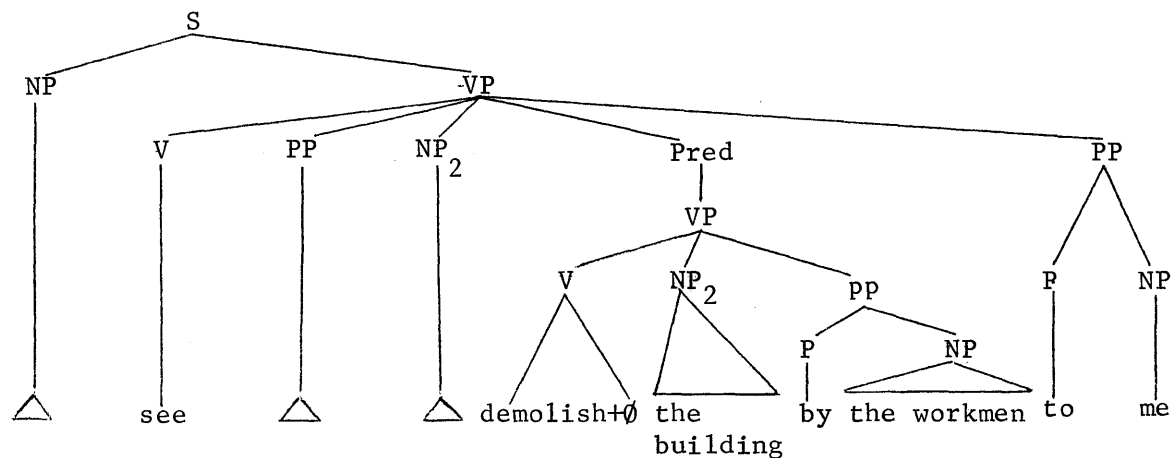 S
NP VP
V PP NP2 Pred PP
VP
V NP2 PP P NP
P NP
see demolish+∅ the by the workmen to me
building